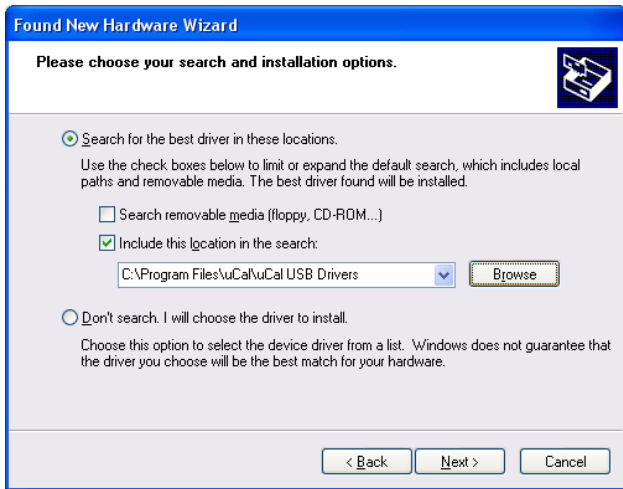 Found New Hardware Wizard
Please choose your search and installation options.
Search for the best driver in these locations.
Use the check boxes below to limit or expand the default search, which includes local
paths and removable media. The best driver found will be installed.
Search removable media (floppy, CD-ROM...)
Include this location in the search:
C:\Program Files\uCal\uCal USB Drivers
Browse
Don't search. I will choose the driver to install.
Choose this option to select the device driver from a list. Windows does not guarantee that
the driver you choose will be the best match for your hardware.
< Back Next > Cancel